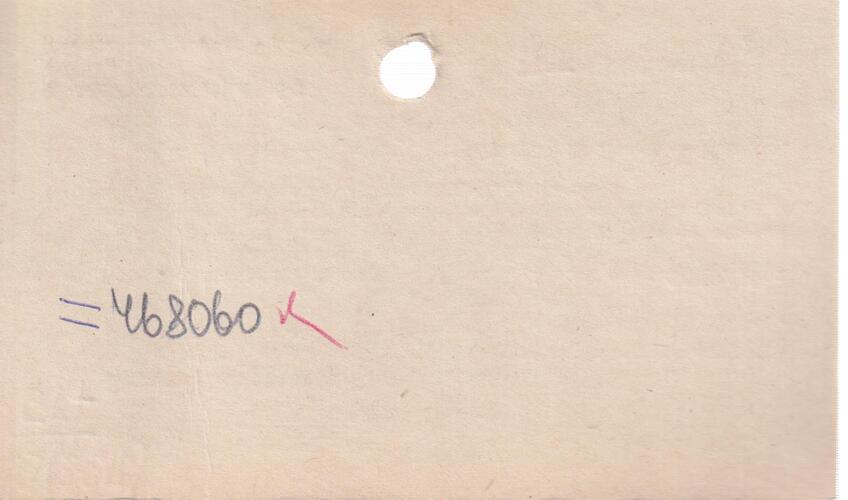 = 468060 ✓